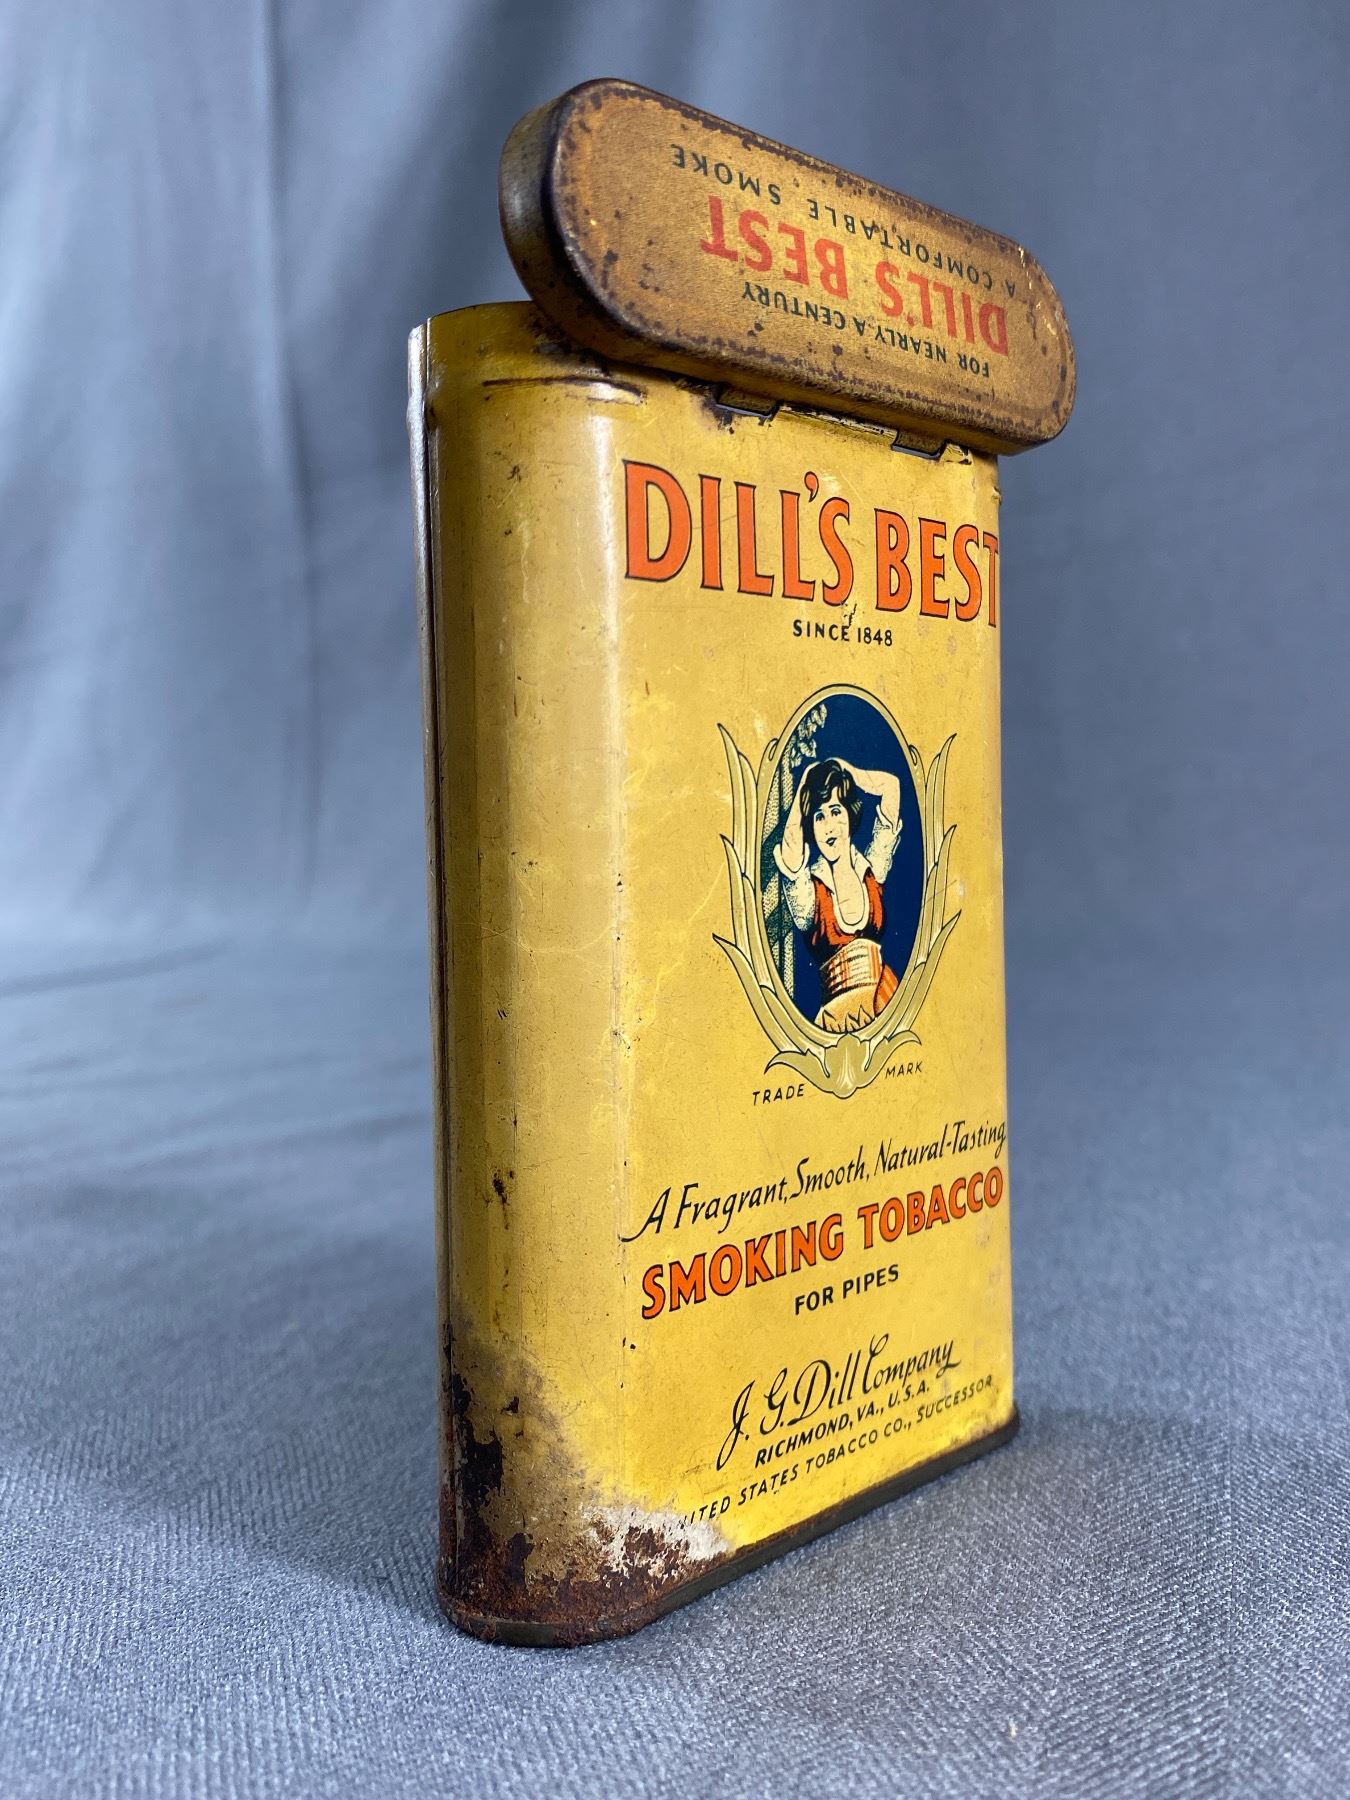 FOR NEARLY A CENTURY
DILL'S BEST
A COMFORTABLE SMOKE
DILL'S BEST
SINCE 1848
TRADE MARK
A Fragrant, Smooth, Natural-Tasting
SMOKING TOBACCO
FOR PIPES
J. G. Dill Company
RICHMOND, VA., U.S.A.
STATES TOBACCO CO., SUCCESSOR